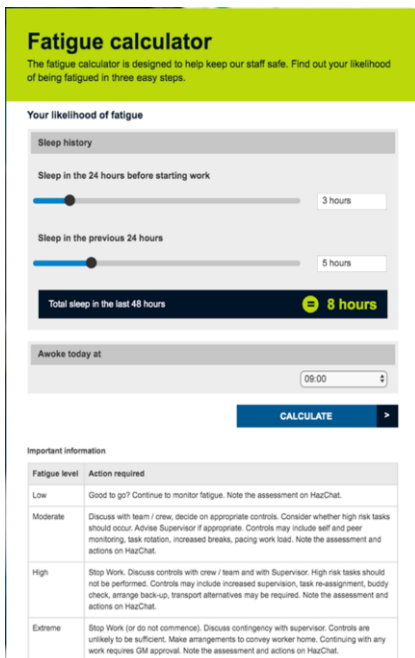 Fatigue calculator
The fatigue calculator is designed to help keep our staff safe. Find out your likelihood
of being fatigued in three easy steps.
Your likelihood of fatigue
Sleep history
Sleep in the 24 hours before starting work
3 hours
Sleep in the previous 24 hours
5 hours
Total sleep in the last 48 hours = 8 hours
Awoke today at
09:00
CALCULATE >
Important information
Fatigue level Action required
Low Good to go? Continue to monitor fatigue. Note the assessment on HazChat.
Moderate Discuss with team / crew, decide on appropriate controls. Consider whether high risk tasks
should occur. Advise Supervisor if appropriate. Controls may include self and peer
monitoring, task rotation, increased breaks, pacing work load. Note the assessment and
actions on HazChat.
High Stop Work. Discuss controls with crew / team and with Supervisor. High risk tasks should
not be performed. Controls may include increased supervision, task re-assignment, buddy
check, arrange back-up, transport alternatives may be required. Note the assessment and
actions on HazChat.
Extreme Stop Work (or do not commence). Discuss contingency with supervisor. Controls are
unlikely to be sufficient. Make arrangements to convey worker home. Continuing with any
work requires GM approval. Note the assessment and actions on HazChat.